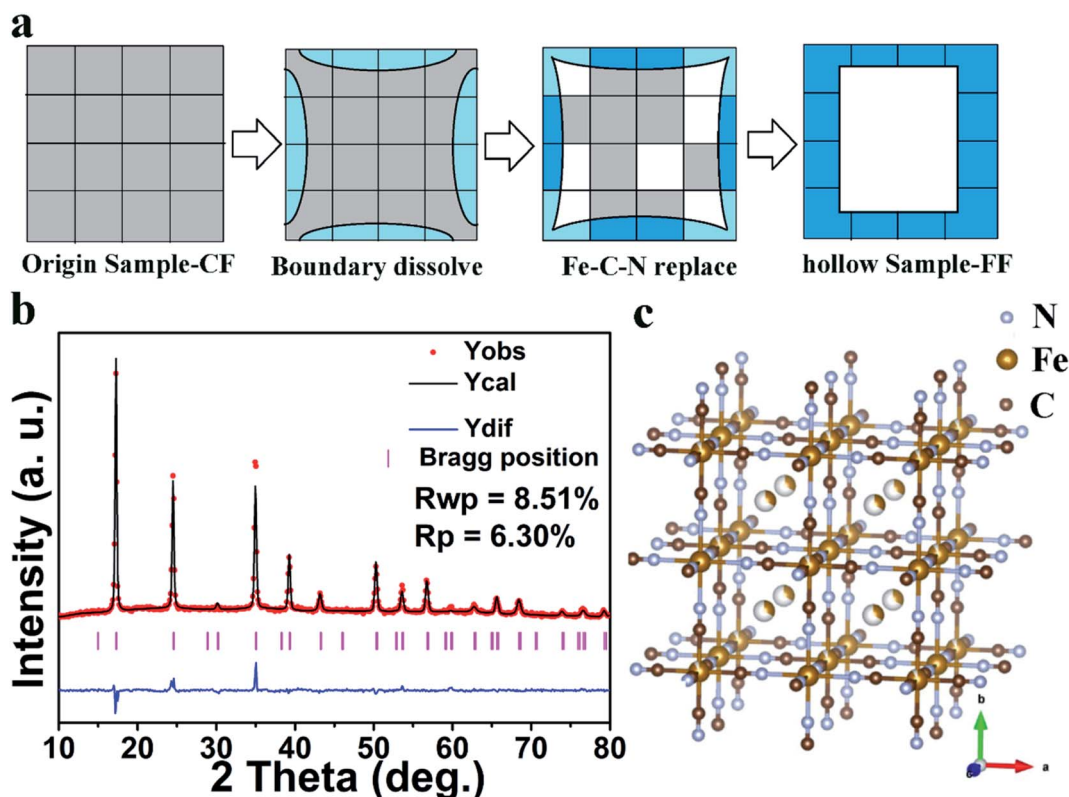 a
Origin Sample-CF
Boundary dissolve
Fe-C-N replace
hollow Sample-FF
b
Intensity (a. u.)
Yobs
Ycal
Ydif
Bragg position
Rwp = 8.51%
Rp = 6.30%
10 20 30 40 50 60 70 80
2 Theta (deg.)
c
N
Fe
C
b
a
c